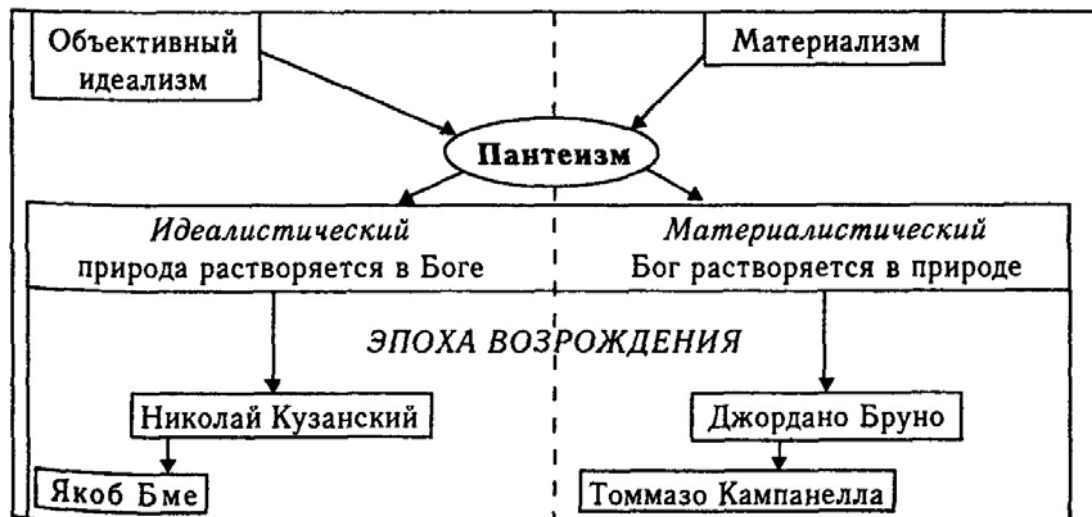 Объективный
идеализм
Материализм
Пантеизм
Идеалистический
природа растворяется в Боге
Материалистический
Бог растворяется в природе
ЭПОХА ВОЗРОЖДЕНИЯ
Николай Кузанский
Джордано Бруно
Якоб Бме
Томмазо Кампанелла